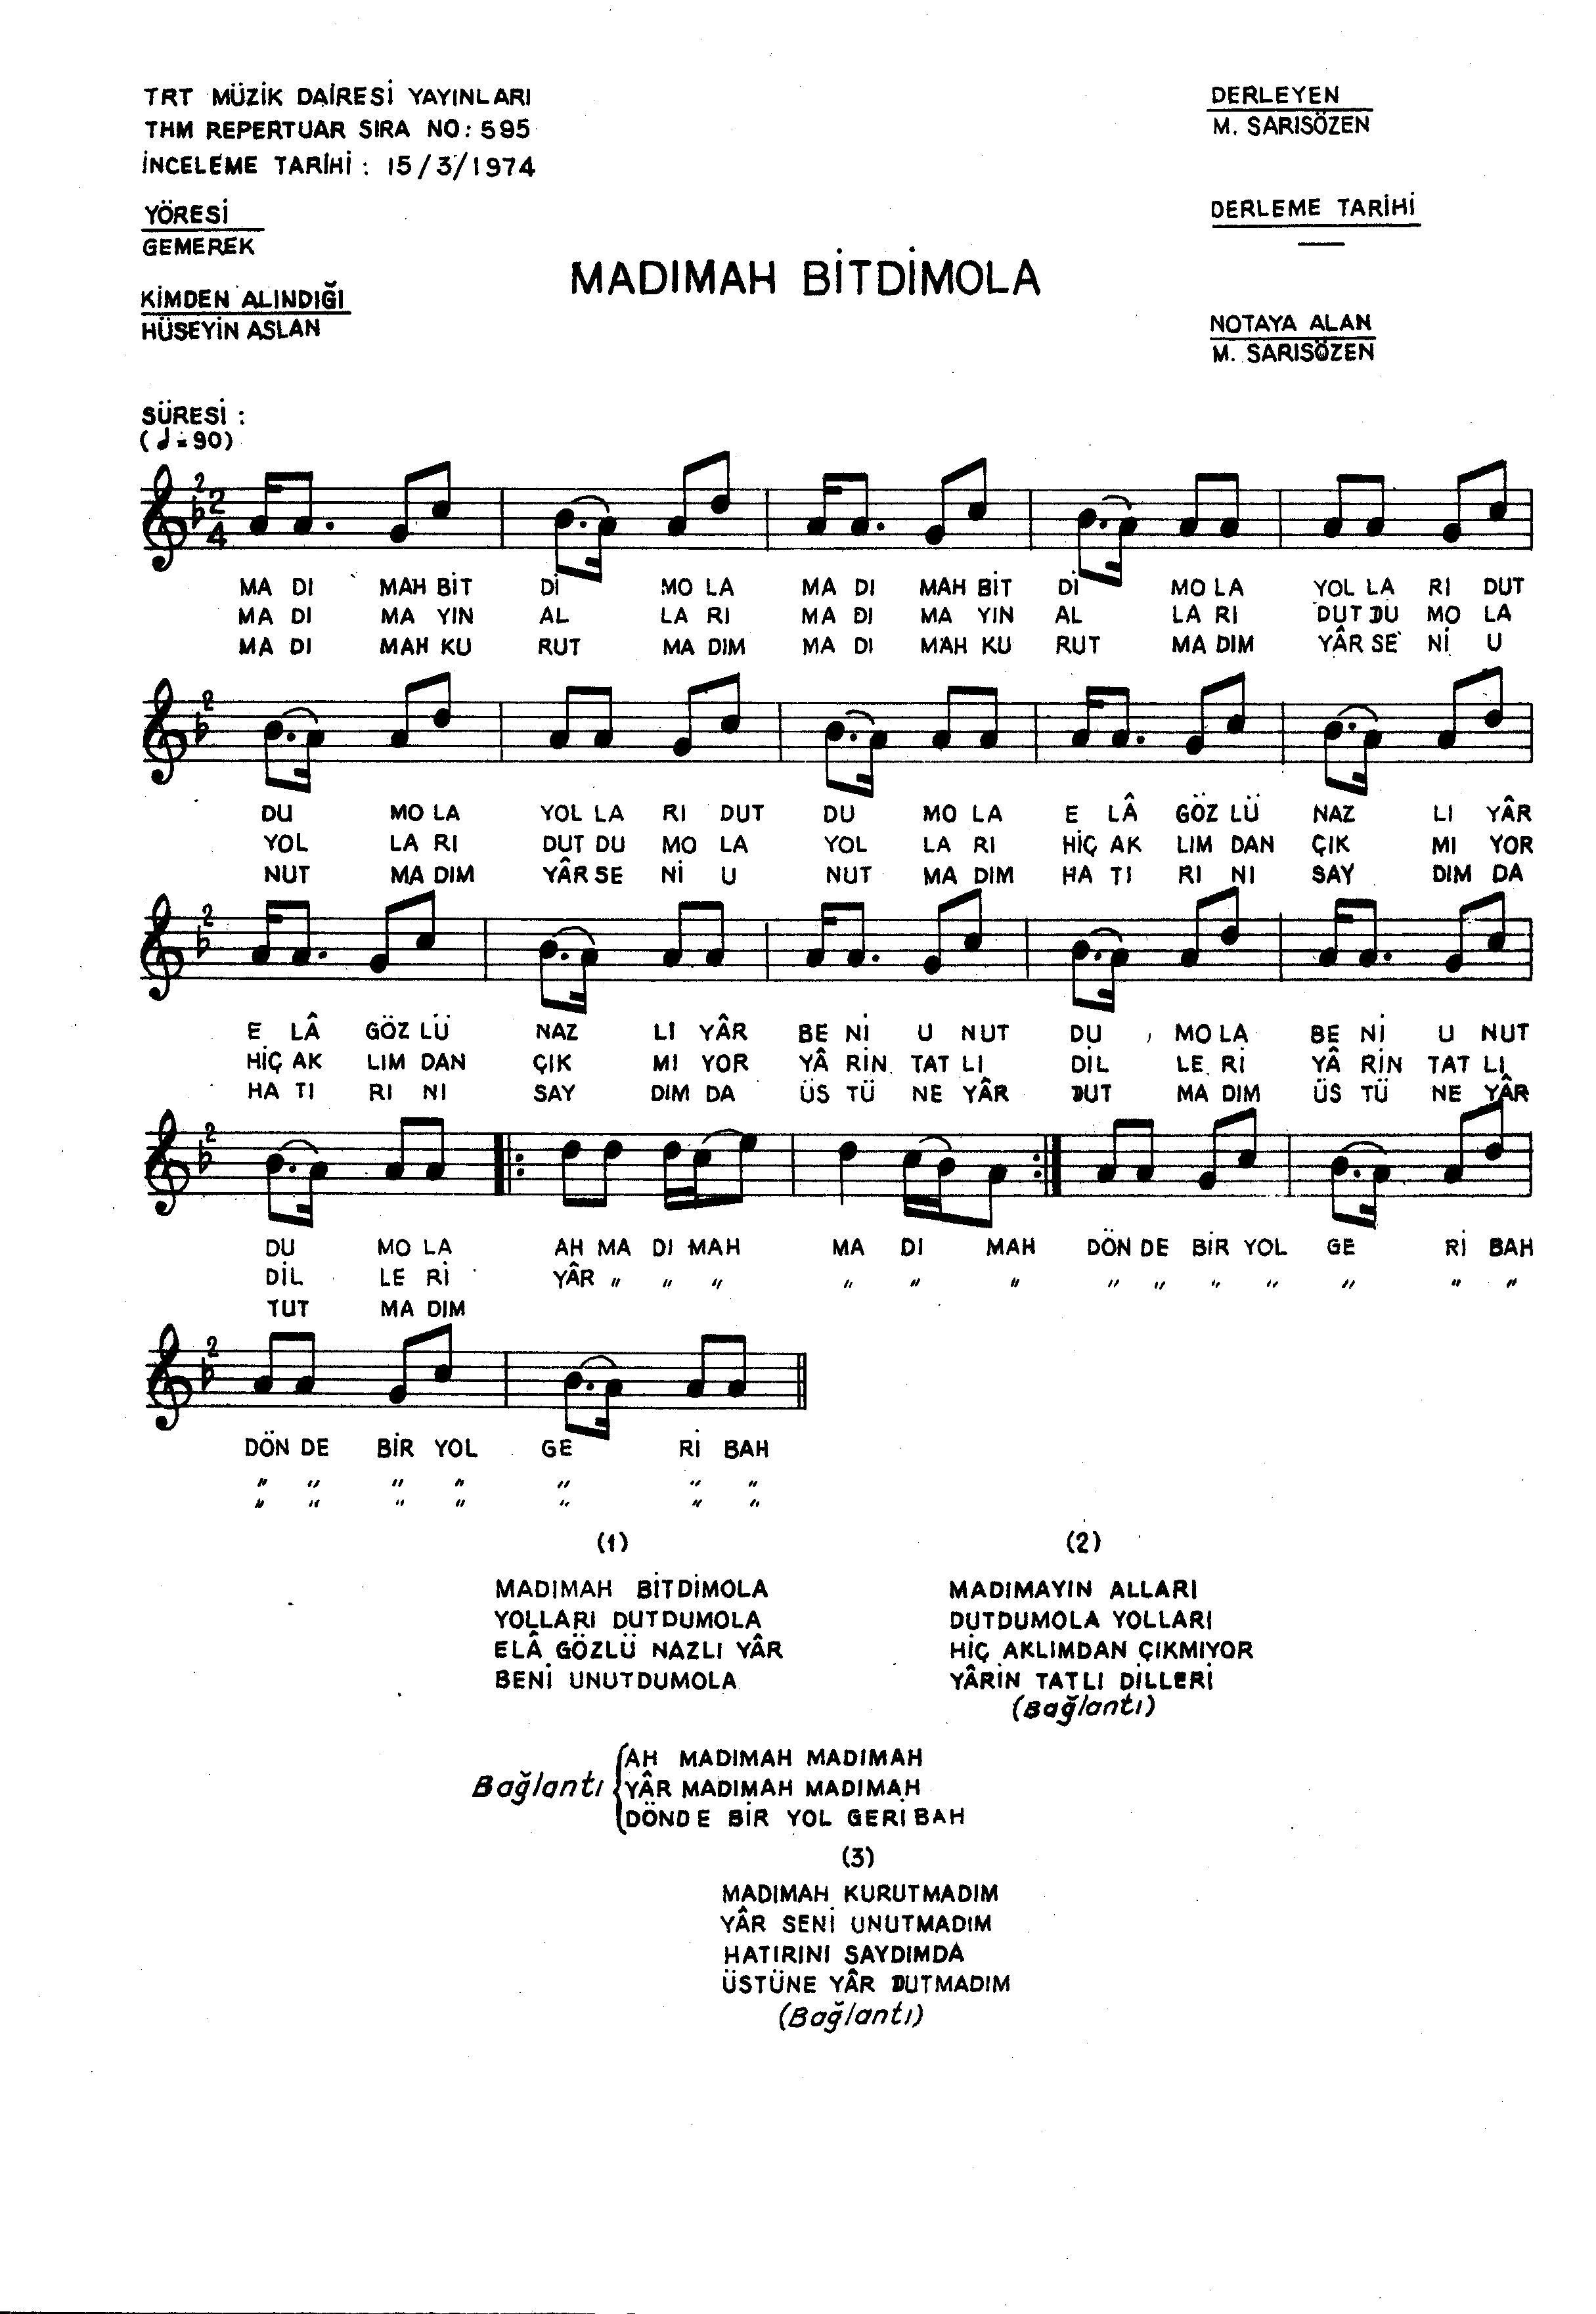 TRT MÜZİK DAİRESİ YAYINLARI
THM REPERTUAR SIRA NO: 595
İNCELEME TARİHİ : 15/3/1974
DERLEYEN
M. SARISÖZEN
YÖRESİ
GEMEREK
DERLEME TARİHİ
MADIMAH BİTDİMOLA
KİMDEN ALINDIĞI
HÜSEYİN ASLAN
NOTAYA ALAN
M. SARISÖZEN
SÜRESİ :
(♩=90)
2 2 4
MA DI MAH BİT Dİ MO LA MA DI MAH BİT Dİ MO LA YOL LA RI DUT
MA DI MA YIN AL LA RI MA DI MA YIN AL LA RI DUT DU MO LA
MA DI MAH KU RUT MA DIM MA DI MAH KU RUT MA DIM YÂR SE Nİ U
2
DU MO LA YOL LA RI DUT DU MO LA E LÂ GÖZ LÜ NAZ LI YÂR
YOL LA RI DUT DU MO LA YOL LA RI HİÇ AK LIM DAN ÇIK MI YOR
NUT MA DIM YÂR SE Nİ U NUT MA DIM HA TI RI NI SAY DIM DA
2
E LÂ GÖZ LÜ NAZ LI YÂR BE Nİ U NUT DU MO LA BE Nİ U NUT
HİÇ AK LIM DAN ÇIK MI YOR YÂ RİN TAT LI DİL LE Rİ YÂ RİN TAT LI
HA TI RI NI SAY DIM DA ÜS TÜ NE YÂR DUT MA DIM ÜS TÜ NE YÂR
2
DU MO LA AH MA DI MAH MA DI MAH DÖN DE BİR YOL GE Rİ BAH
DİL LE Rİ YÂR " " " " " " " " " " " " "
TUT MA DIM
2
DÖN DE BİR YOL GE Rİ BAH
" " " " " " "
" " " " " " "
(1)
MADIMAH BİTDİMOLA
YOLLARI DUTDUMOLA
ELÂ GÖZLÜ NAZLI YÂR
BENİ UNUTDUMOLA
(2)
MADIMAYIN ALLARI
DUTDUMOLA YOLLARI
HİÇ AKLIMDAN ÇIKMIYOR
YÂRİN TATLI DİLLERİ
(Bağlantı)
Bağlantı
AH MADIMAH MADIMAH
YÂR MADIMAH MADIMAH
DÖNDE BİR YOL GERİ BAH
(3)
MADIMAH KURUTMADIM
YÂR SENİ UNUTMADIM
HATIRINI SAYDIMDA
ÜSTÜNE YÂR DUTMADIM
(Bağlantı)